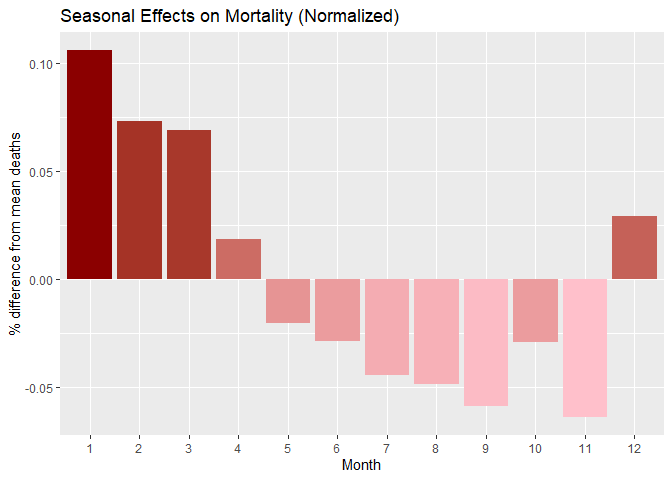 Seasonal Effects on Mortality (Normalized)
% difference from mean deaths
0.10
0.05
0.00
-0.05
1 2 3 4 5 6 7 8 9 10 11 12
Month